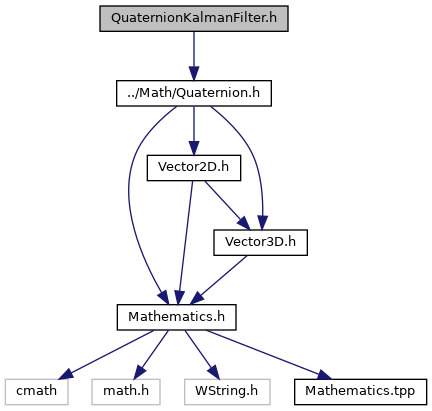 QuaternionKalmanFilter.h
../Math/Quaternion.h
Vector2D.h
Vector3D.h
Mathematics.h
cmath
math.h
WString.h
Mathematics.tpp